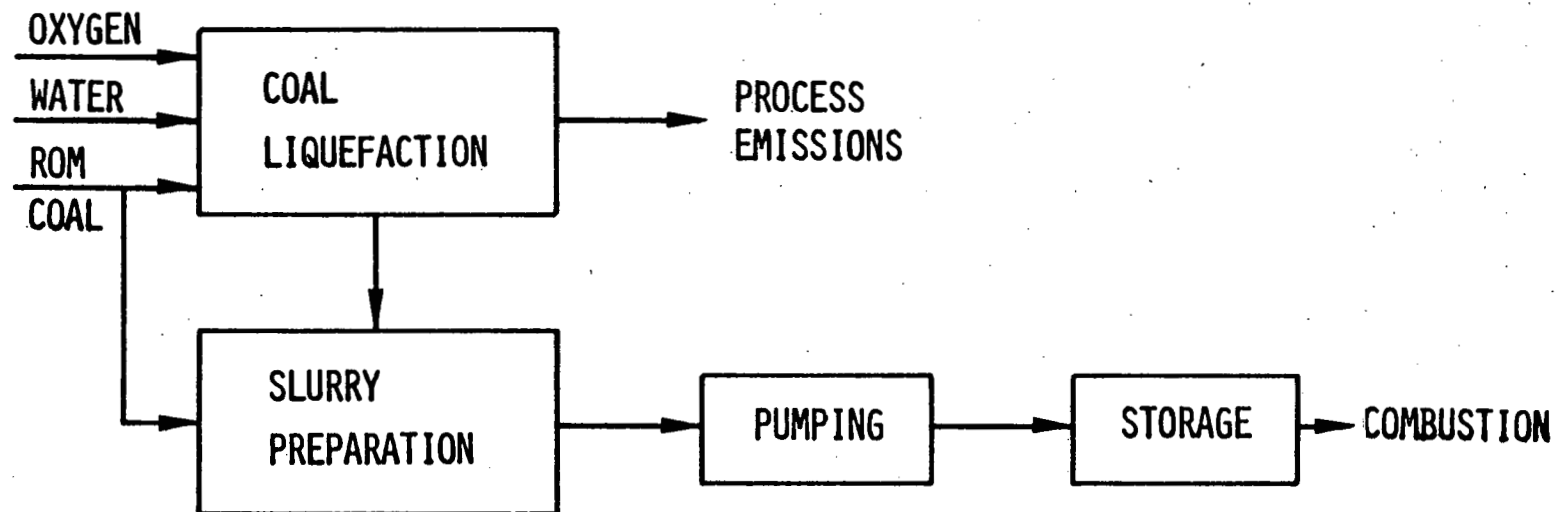 OXYGEN
WATER
ROM
COAL
COAL
LIQUEFACTION
PROCESS
EMISSIONS
SLURRY
PREPARATION
PUMPING
STORAGE
COMBUSTION